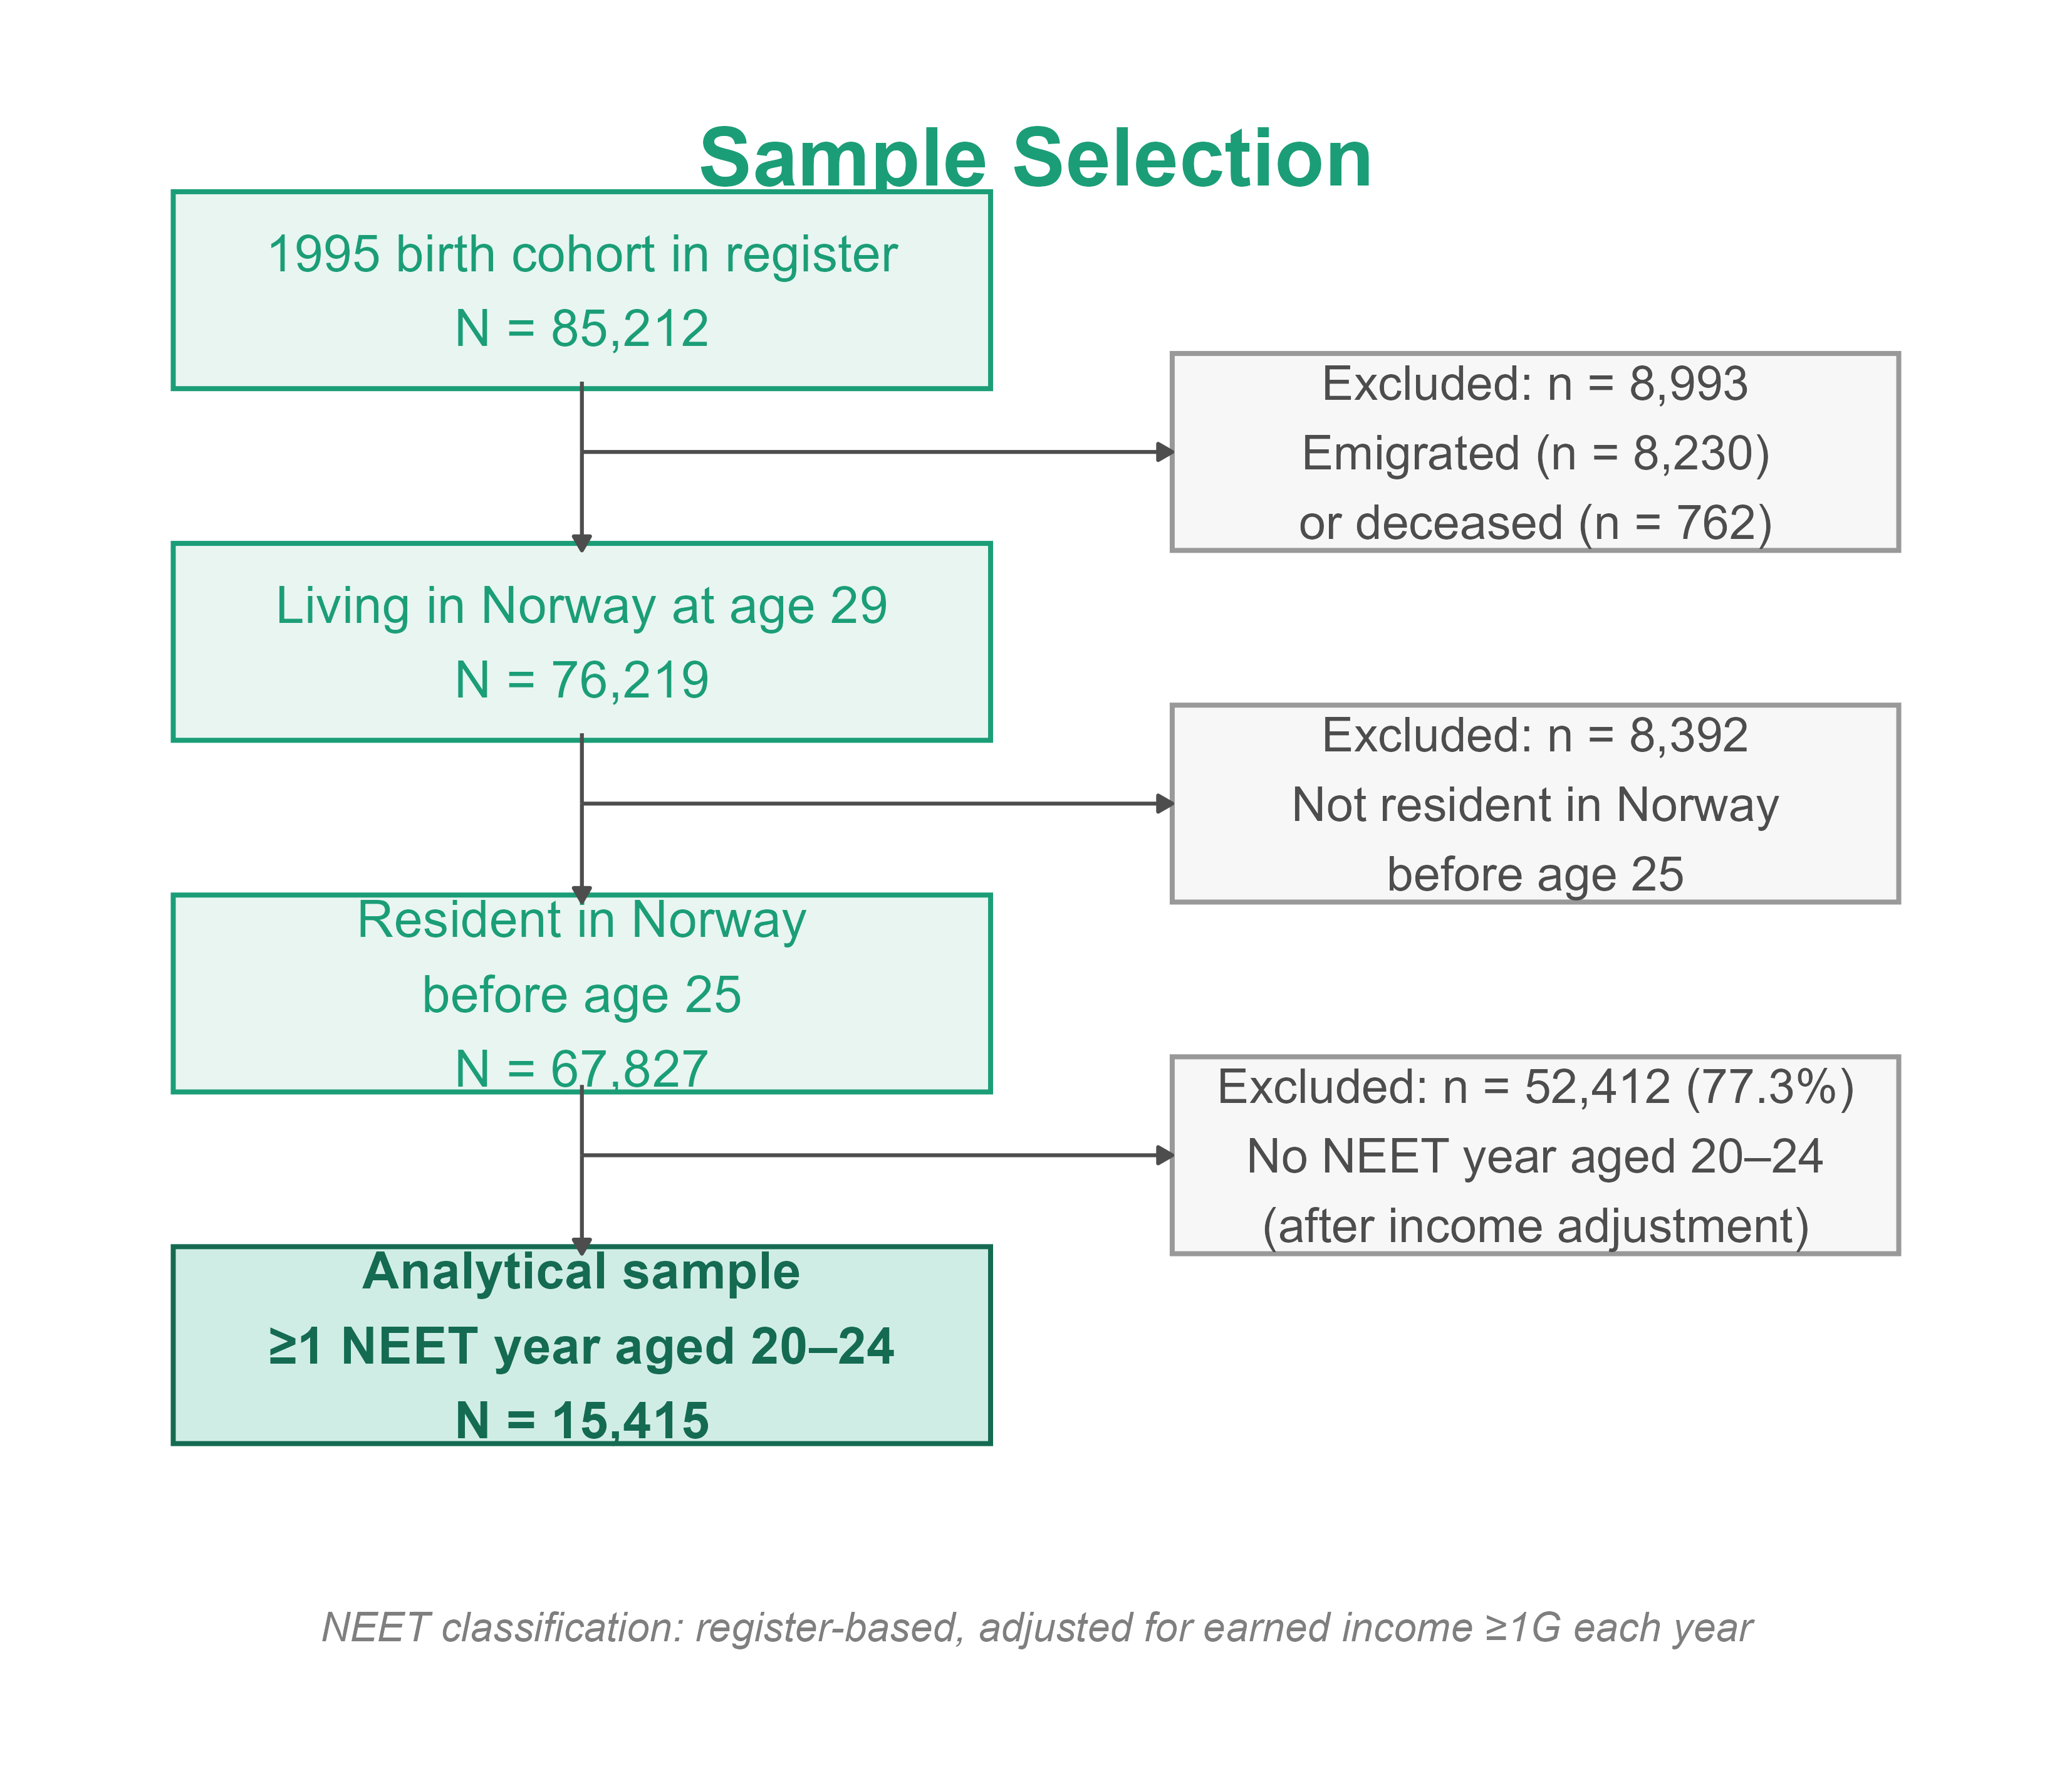 Sample Selection
1995 birth cohort in register
N = 85,212
Excluded: n = 8,993
Emigrated (n = 8,230)
or deceased (n = 762)
Living in Norway at age 29
N = 76,219
Excluded: n = 8,392
Not resident in Norway
before age 25
Resident in Norway
before age 25
N = 67,827
Excluded: n = 52,412 (77.3%)
No NEET year aged 20–24
(after income adjustment)
Analytical sample
≥1 NEET year aged 20–24
N = 15,415
NEET classification: register-based, adjusted for earned income ≥1G each year